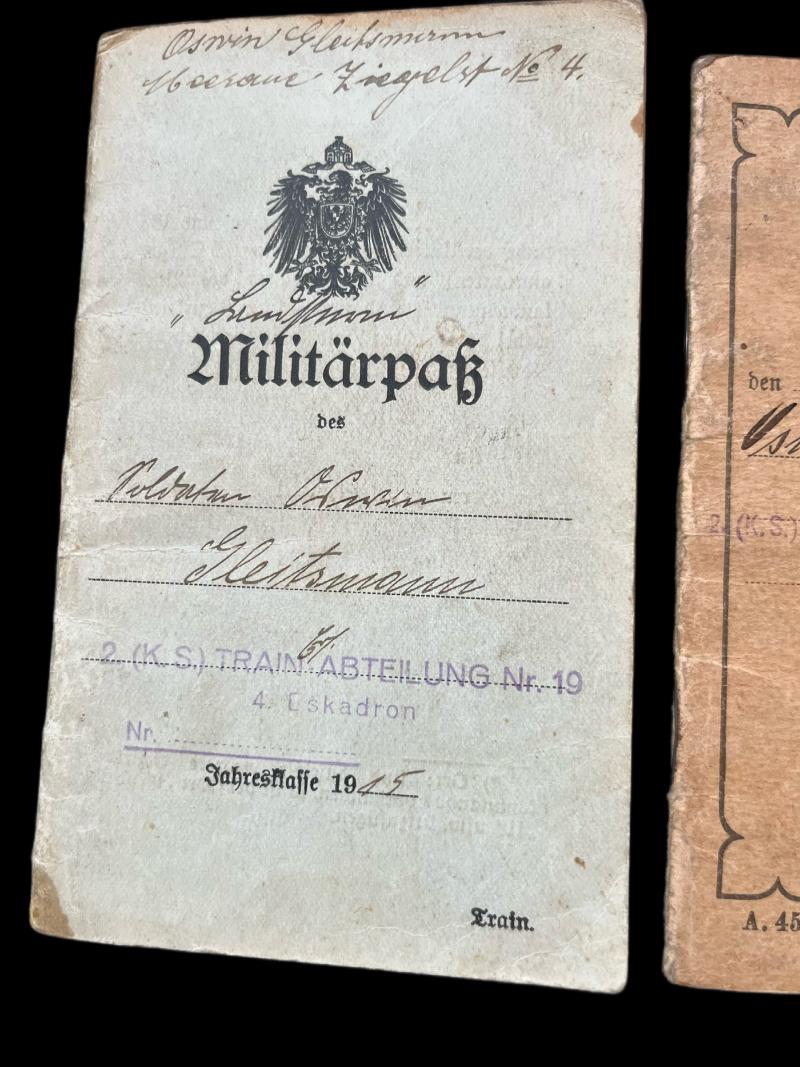 Oswin Gleitsmann
Meerane Ziegelst No 4.
„Landsturm"
Militärpaß
des
Soldaten Oswin
Gleitsmann
2. (K. S.) TRAIN-ABTEILUNG Nr. 19
4. Eskadron
Nr.
Jahresklasse 1915
Train.
den
2. (K. S.)
A. 45